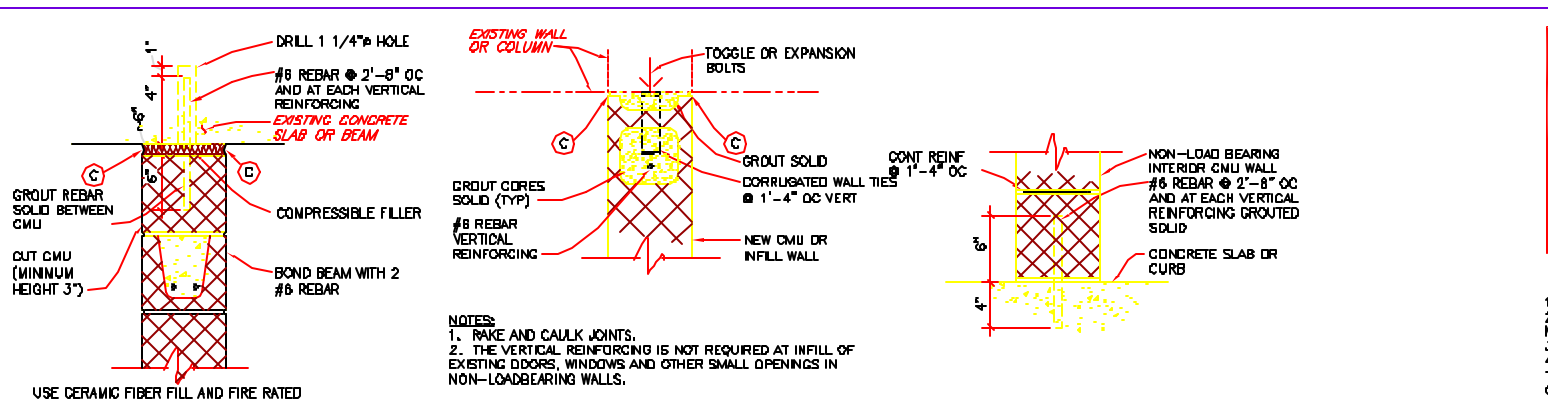 DRILL 1 1/4"ø HOLE
#6 REBAR @ 2'-8" OC
AND AT EACH VERTICAL
REINFORCING
EXISTING CONCRETE
SLAB OR BEAM
1"
4"
6"
C
C
GROUT REBAR
SOLID BETWEEN
CMU
COMPRESSIBLE FILLER
CUT CMU
(MINIMUM
HEIGHT 3")
BOND BEAM WITH 2
#6 REBAR
USE CERAMIC FIBER FILL AND FIRE RATED
EXISTING WALL
OR COLUMN
TOGGLE OR EXPANSION
BOLTS
C
C
GROUT SOLID
CORRUGATED WALL TIES
@ 1'-4" OC VERT
GROUT CORES
SOLID (TYP)
#6 REBAR
VERTICAL
REINFORCING
NEW CMU OR
INFILL WALL
NOTES:
1. RAKE AND CAULK JOINTS.
2. THE VERTICAL REINFORCING IS NOT REQUIRED AT INFILL OF
EXISTING DOORS, WINDOWS AND OTHER SMALL OPENINGS IN
NON-LOADBEARING WALLS.
CONT REINF
@ 1'-4" OC
NON-LOAD BEARING
INTERIOR CMU WALL
#6 REBAR @ 2'-8" OC
AND AT EACH VERTICAL
REINFORCING GROUTED
SOLID
6"
4"
CONCRETE SLAB OR
CURB